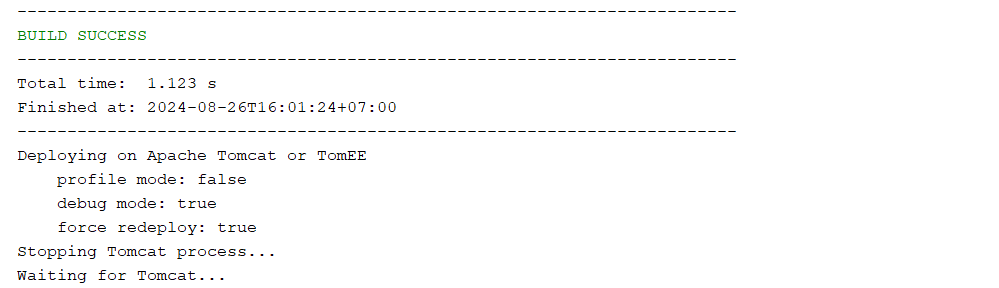 ------------------------------------------------------------------------
BUILD SUCCESS
------------------------------------------------------------------------
Total time:  1.123 s
Finished at: 2024-08-26T16:01:24+07:00
------------------------------------------------------------------------
Deploying on Apache Tomcat or TomEE
    profile mode: false
    debug mode: true
    force redeploy: true
Stopping Tomcat process...
Waiting for Tomcat...